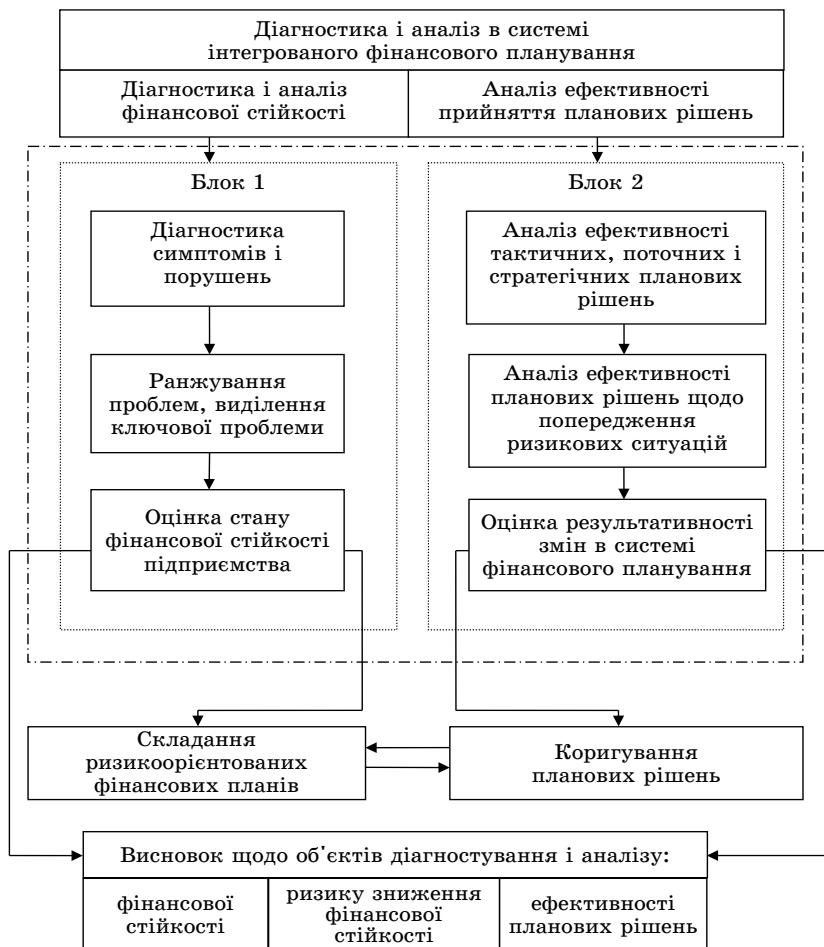 Діагностика і аналіз в системі
інтегрованого фінансового планування
Діагностика і аналіз
фінансової стійкості
Аналіз ефективності
прийняття планових рішень
Блок 1
Діагностика
симптомів і
порушень
Ранжування
проблем, виділення
ключової проблеми
Оцінка стану
фінансової стійкості
підприємства
Блок 2
Аналіз ефективності
тактичних, поточних і
стратегічних планових
рішень
Аналіз ефективності
планових рішень щодо
попередження
ризикових ситуацій
Оцінка результативності
змін в системі
фінансового планування
Складання
ризикоорієнтованих
фінансових планів
Коригування
планових рішень
Висновок щодо об'єктів діагностування і аналізу:
фінансової
стійкості
ризику зниження
фінансової
стійкості
ефективності
планових рішень